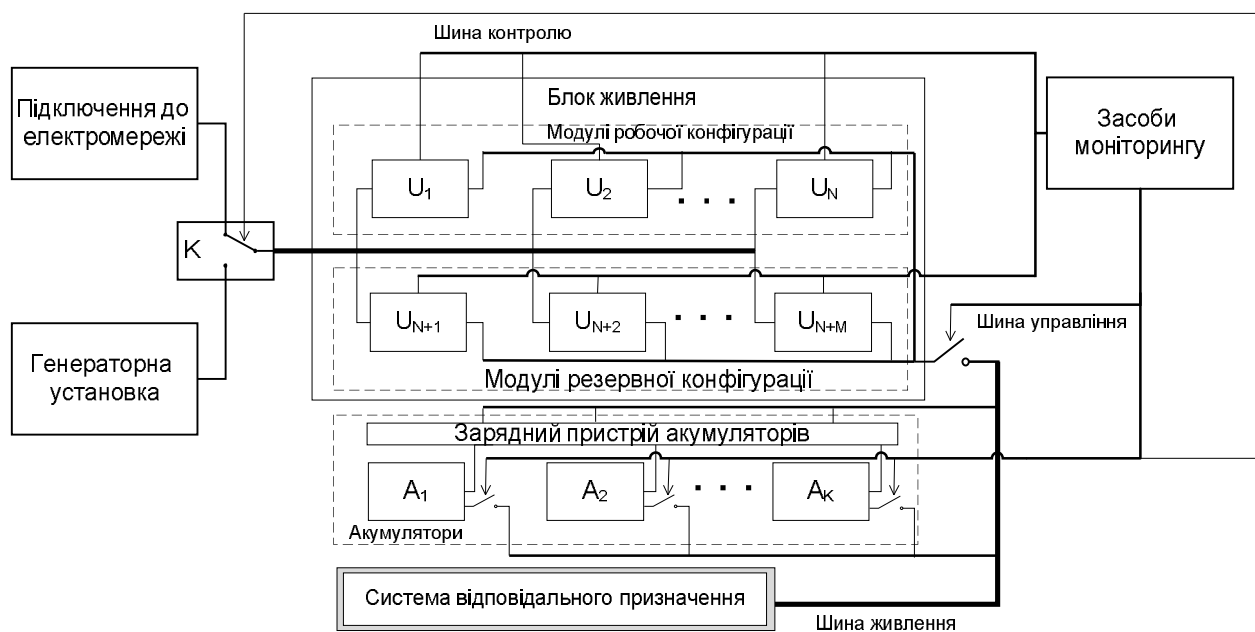 Шина контролю
Підключення до
електромережі
Блок живлення
Модулі робочої конфігурації
Засоби
моніторингу
U1
U2
. . .
UN
K
UN+1
UN+2
. . .
UN+M
Шина управління
Генераторна
установка
Модулі резервної конфігурації
Зарядний пристрій акумуляторів
A1
A2
. . .
AK
Акумулятори
Система відповідального призначення
Шина живлення